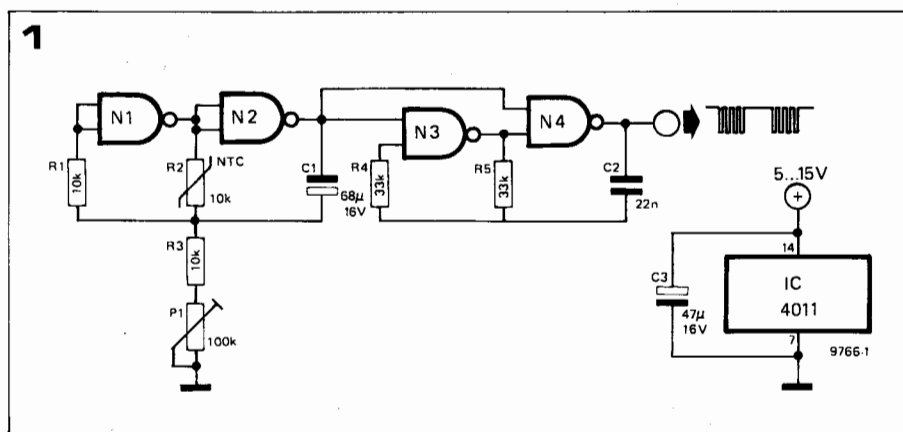 1
N1
N2
N3
N4
R1
10k
R2
NTC
10k
C1
68μ
16V
R4
33k
R5
33k
C2
22n
R3
10k
P1
100k
5...15V
+
14
C3
47μ
16V
IC
4011
7
9766-1